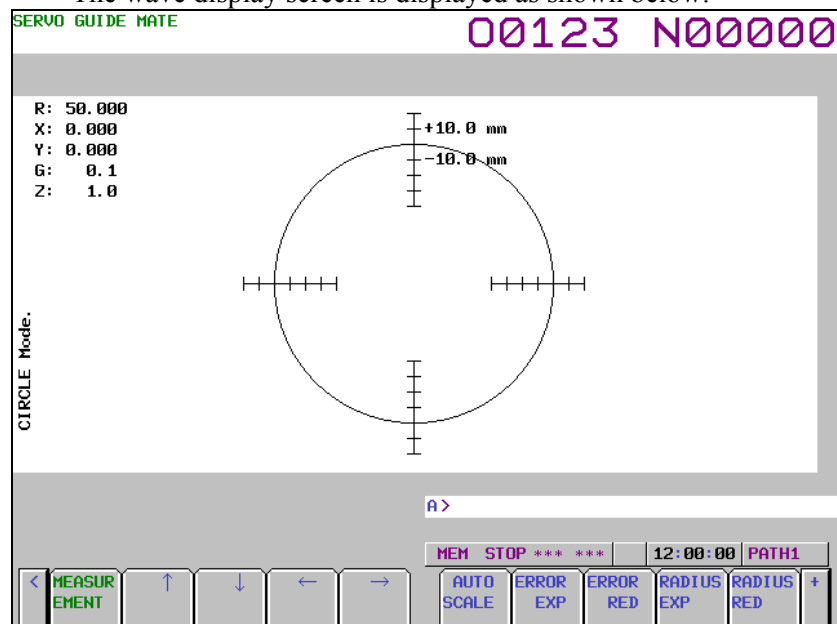 The wave display screen is displayed as shown below.
SERVO GUIDE MATE
O0123 N00000
R: 50.000
X: 0.000
Y: 0.000
G: 0.1
Z: 1.0
+10.0 mm
-10.0 mm
CIRCLE Mode.
A>
MEM STOP *** ***
12:00:00
PATH1
<
MEASUR
EMENT
↑
↓
←
→
AUTO
SCALE
ERROR
EXP
ERROR
RED
RADIUS
EXP
RADIUS
RED
+